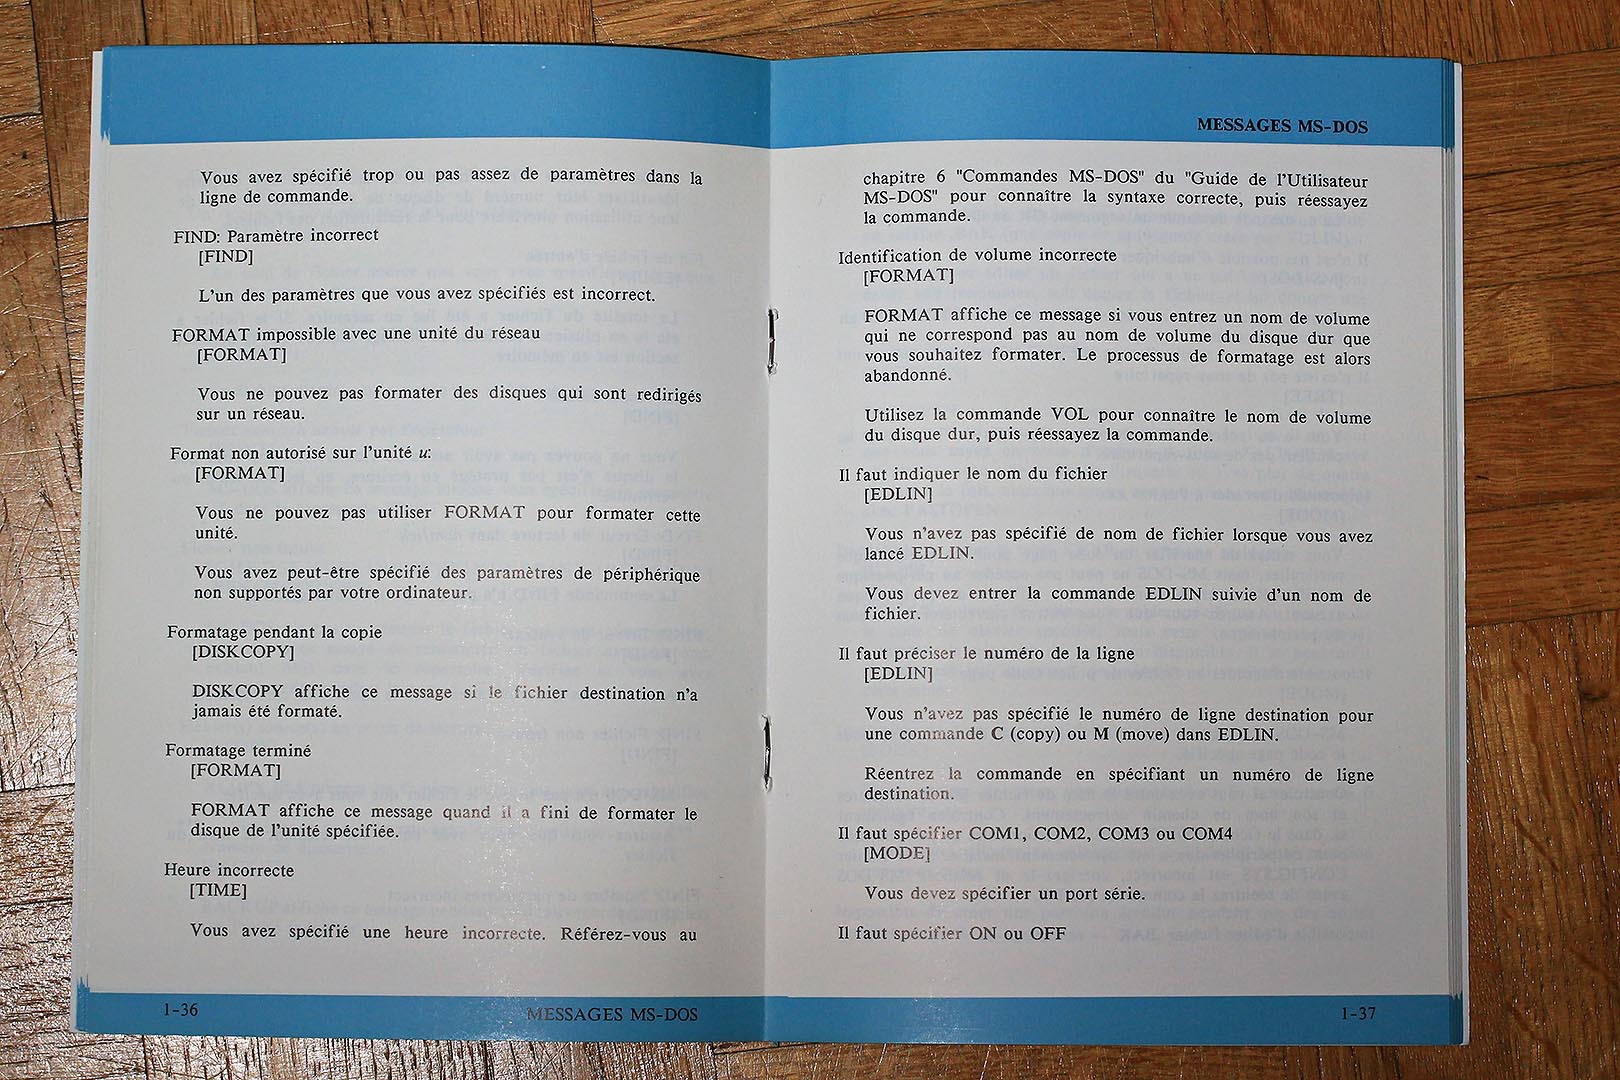 Vous avez spécifié trop ou pas assez de paramètres dans la
ligne de commande.
FIND: Paramètre incorrect
[FIND]
L'un des paramètres que vous avez spécifiés est incorrect.
FORMAT impossible avec une unité du réseau
[FORMAT]
Vous ne pouvez pas formater des disques qui sont redirigés
sur un réseau.
Format non autorisé sur l'unité u:
[FORMAT]
Vous ne pouvez pas utiliser FORMAT pour formater cette
unité.
Vous avez peut-être spécifié des paramètres de périphérique
non supportés par votre ordinateur.
Formatage pendant la copie
[DISKCOPY]
DISKCOPY affiche ce message si le fichier destination n'a
jamais été formaté.
Formatage terminé
[FORMAT]
FORMAT affiche ce message quand il a fini de formater le
disque de l'unité spécifiée.
Heure incorrecte
[TIME]
Vous avez spécifié une heure incorrecte. Référez-vous au
1-36
MESSAGES MS-DOS
MESSAGES MS-DOS
chapitre 6 "Commandes MS-DOS" du "Guide de l'Utilisateur
MS-DOS" pour connaître la syntaxe correcte, puis réessayez
la commande.
Identification de volume incorrecte
[FORMAT]
FORMAT affiche ce message si vous entrez un nom de volume
qui ne correspond pas au nom de volume du disque dur que
vous souhaitez formater. Le processus de formatage est alors
abandonné.
Utilisez la commande VOL pour connaître le nom de volume
du disque dur, puis réessayez la commande.
Il faut indiquer le nom du fichier
[EDLIN]
Vous n'avez pas spécifié de nom de fichier lorsque vous avez
lancé EDLIN.
Vous devez entrer la commande EDLIN suivie d'un nom de
fichier.
Il faut préciser le numéro de la ligne
[EDLIN]
Vous n'avez pas spécifié le numéro de ligne destination pour
une commande C (copy) ou M (move) dans EDLIN.
Réentrez la commande en spécifiant un numéro de ligne
destination.
Il faut spécifier COM1, COM2, COM3 ou COM4
[MODE]
Vous devez spécifier un port série.
Il faut spécifier ON ou OFF
1-37